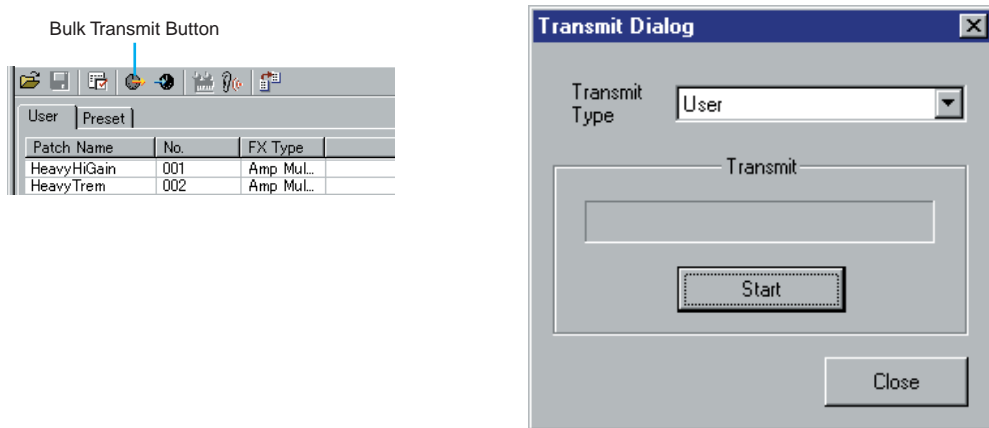 Bulk Transmit Button
User Preset
Patch Name No. FX Type
HeavyHiGain 001 Amp Mul...
HeavyTrem 002 Amp Mul...
Transmit Dialog
Transmit
Type
User
Transmit
Start
Close